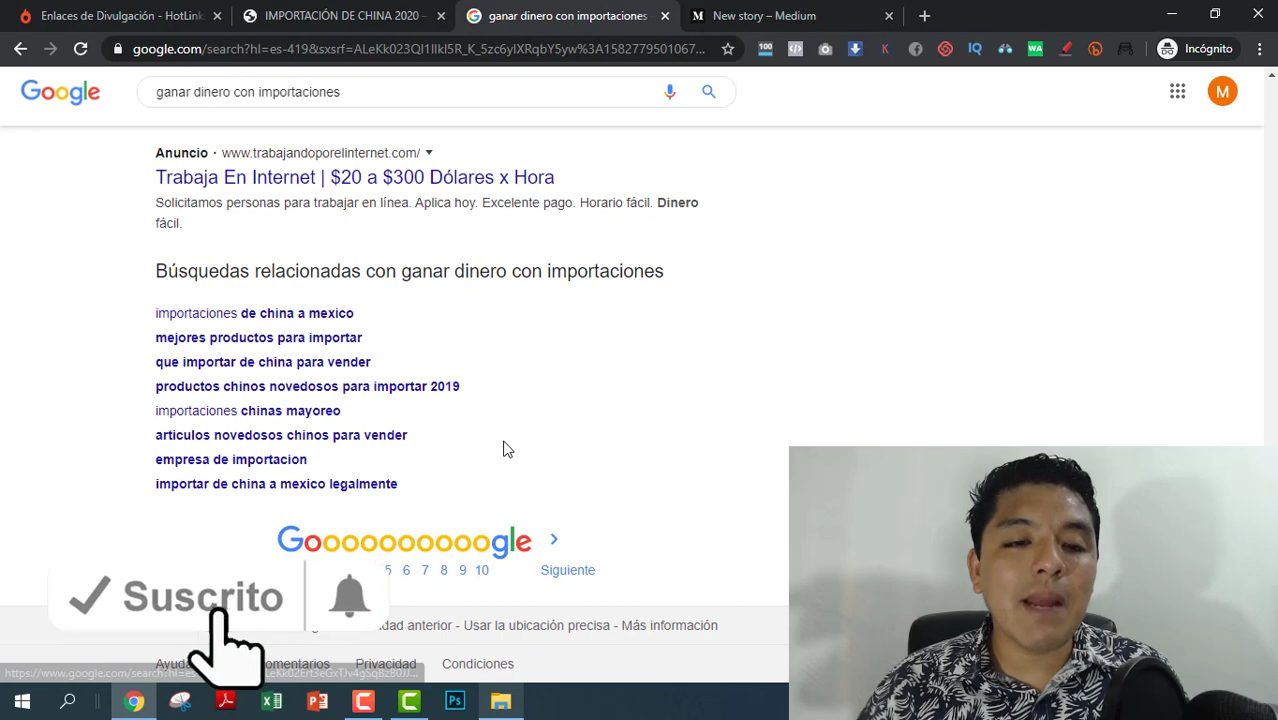 Enlaces de Divulgación - HotLink
IMPORTACIÓN DE CHINA 2020 –
ganar dinero con importaciones
New story – Medium
google.com/search?hl=es-419&sxsrf=ALeKk023QI1IlkI5R_K_5zc6ylXRqbY5yw%3A1582779501067...
Incógnito
Google
ganar dinero con importaciones
M
Anuncio · www.trabajandoporelinternet.com/
Trabaja En Internet | $20 a $300 Dólares x Hora
Solicitamos personas para trabajar en línea. Aplica hoy. Excelente pago. Horario fácil. Dinero
fácil.
Búsquedas relacionadas con ganar dinero con importaciones
importaciones de china a mexico
mejores productos para importar
que importar de china para vender
productos chinos novedosos para importar 2019
importaciones chinas mayoreo
articulos novedosos chinos para vender
empresa de importacion
importar de china a mexico legalmente
Goooooooooogle
5 6 7 8 9 10 Siguiente
Suscrito
anterior - Usar la ubicación precisa - Más información
Privacidad Condiciones